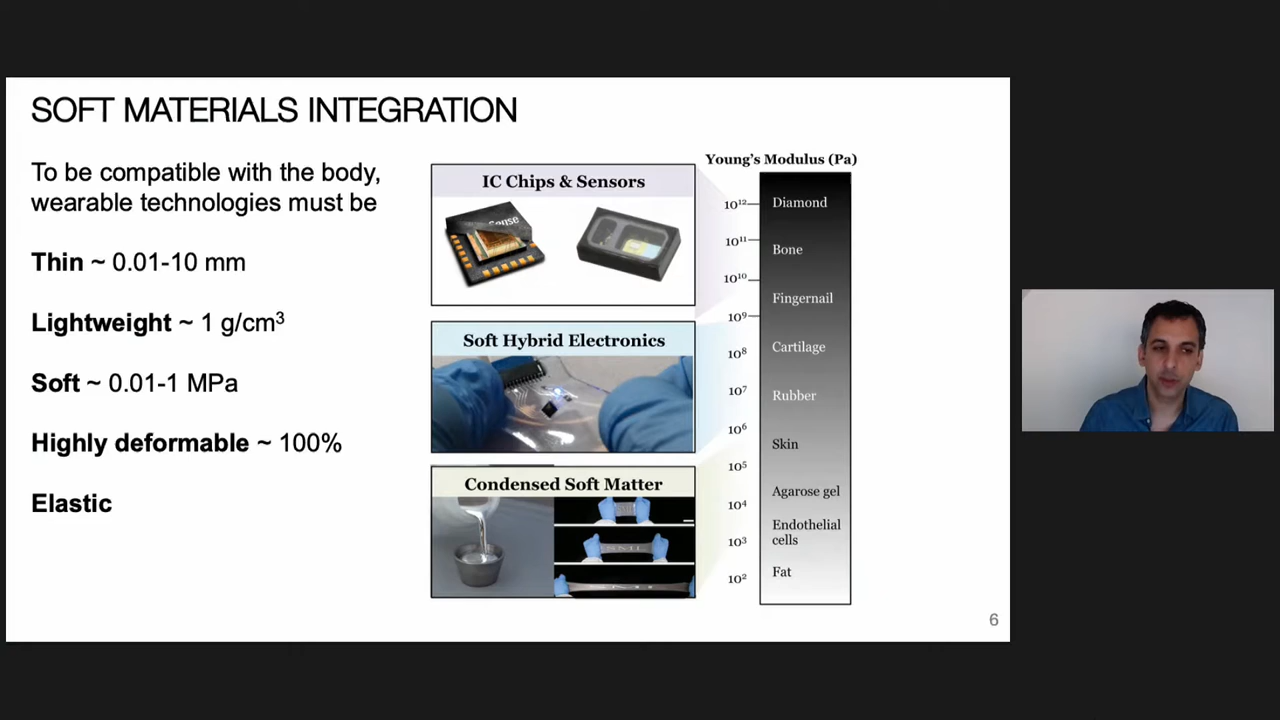 SOFT MATERIALS INTEGRATION
To be compatible with the body,
wearable technologies must be
Thin ~ 0.01-10 mm
Lightweight ~ 1 g/cm³
Soft ~ 0.01-1 MPa
Highly deformable ~ 100%
Elastic
IC Chips & Sensors
Soft Hybrid Electronics
Condensed Soft Matter
SML
SML
Young's Modulus (Pa)
10¹²
10¹¹
10¹⁰
10⁹
10⁸
10⁷
10⁶
10⁵
10⁴
10³
10²
Diamond
Bone
Fingernail
Cartilage
Rubber
Skin
Agarose gel
Endothelial
cells
Fat
6